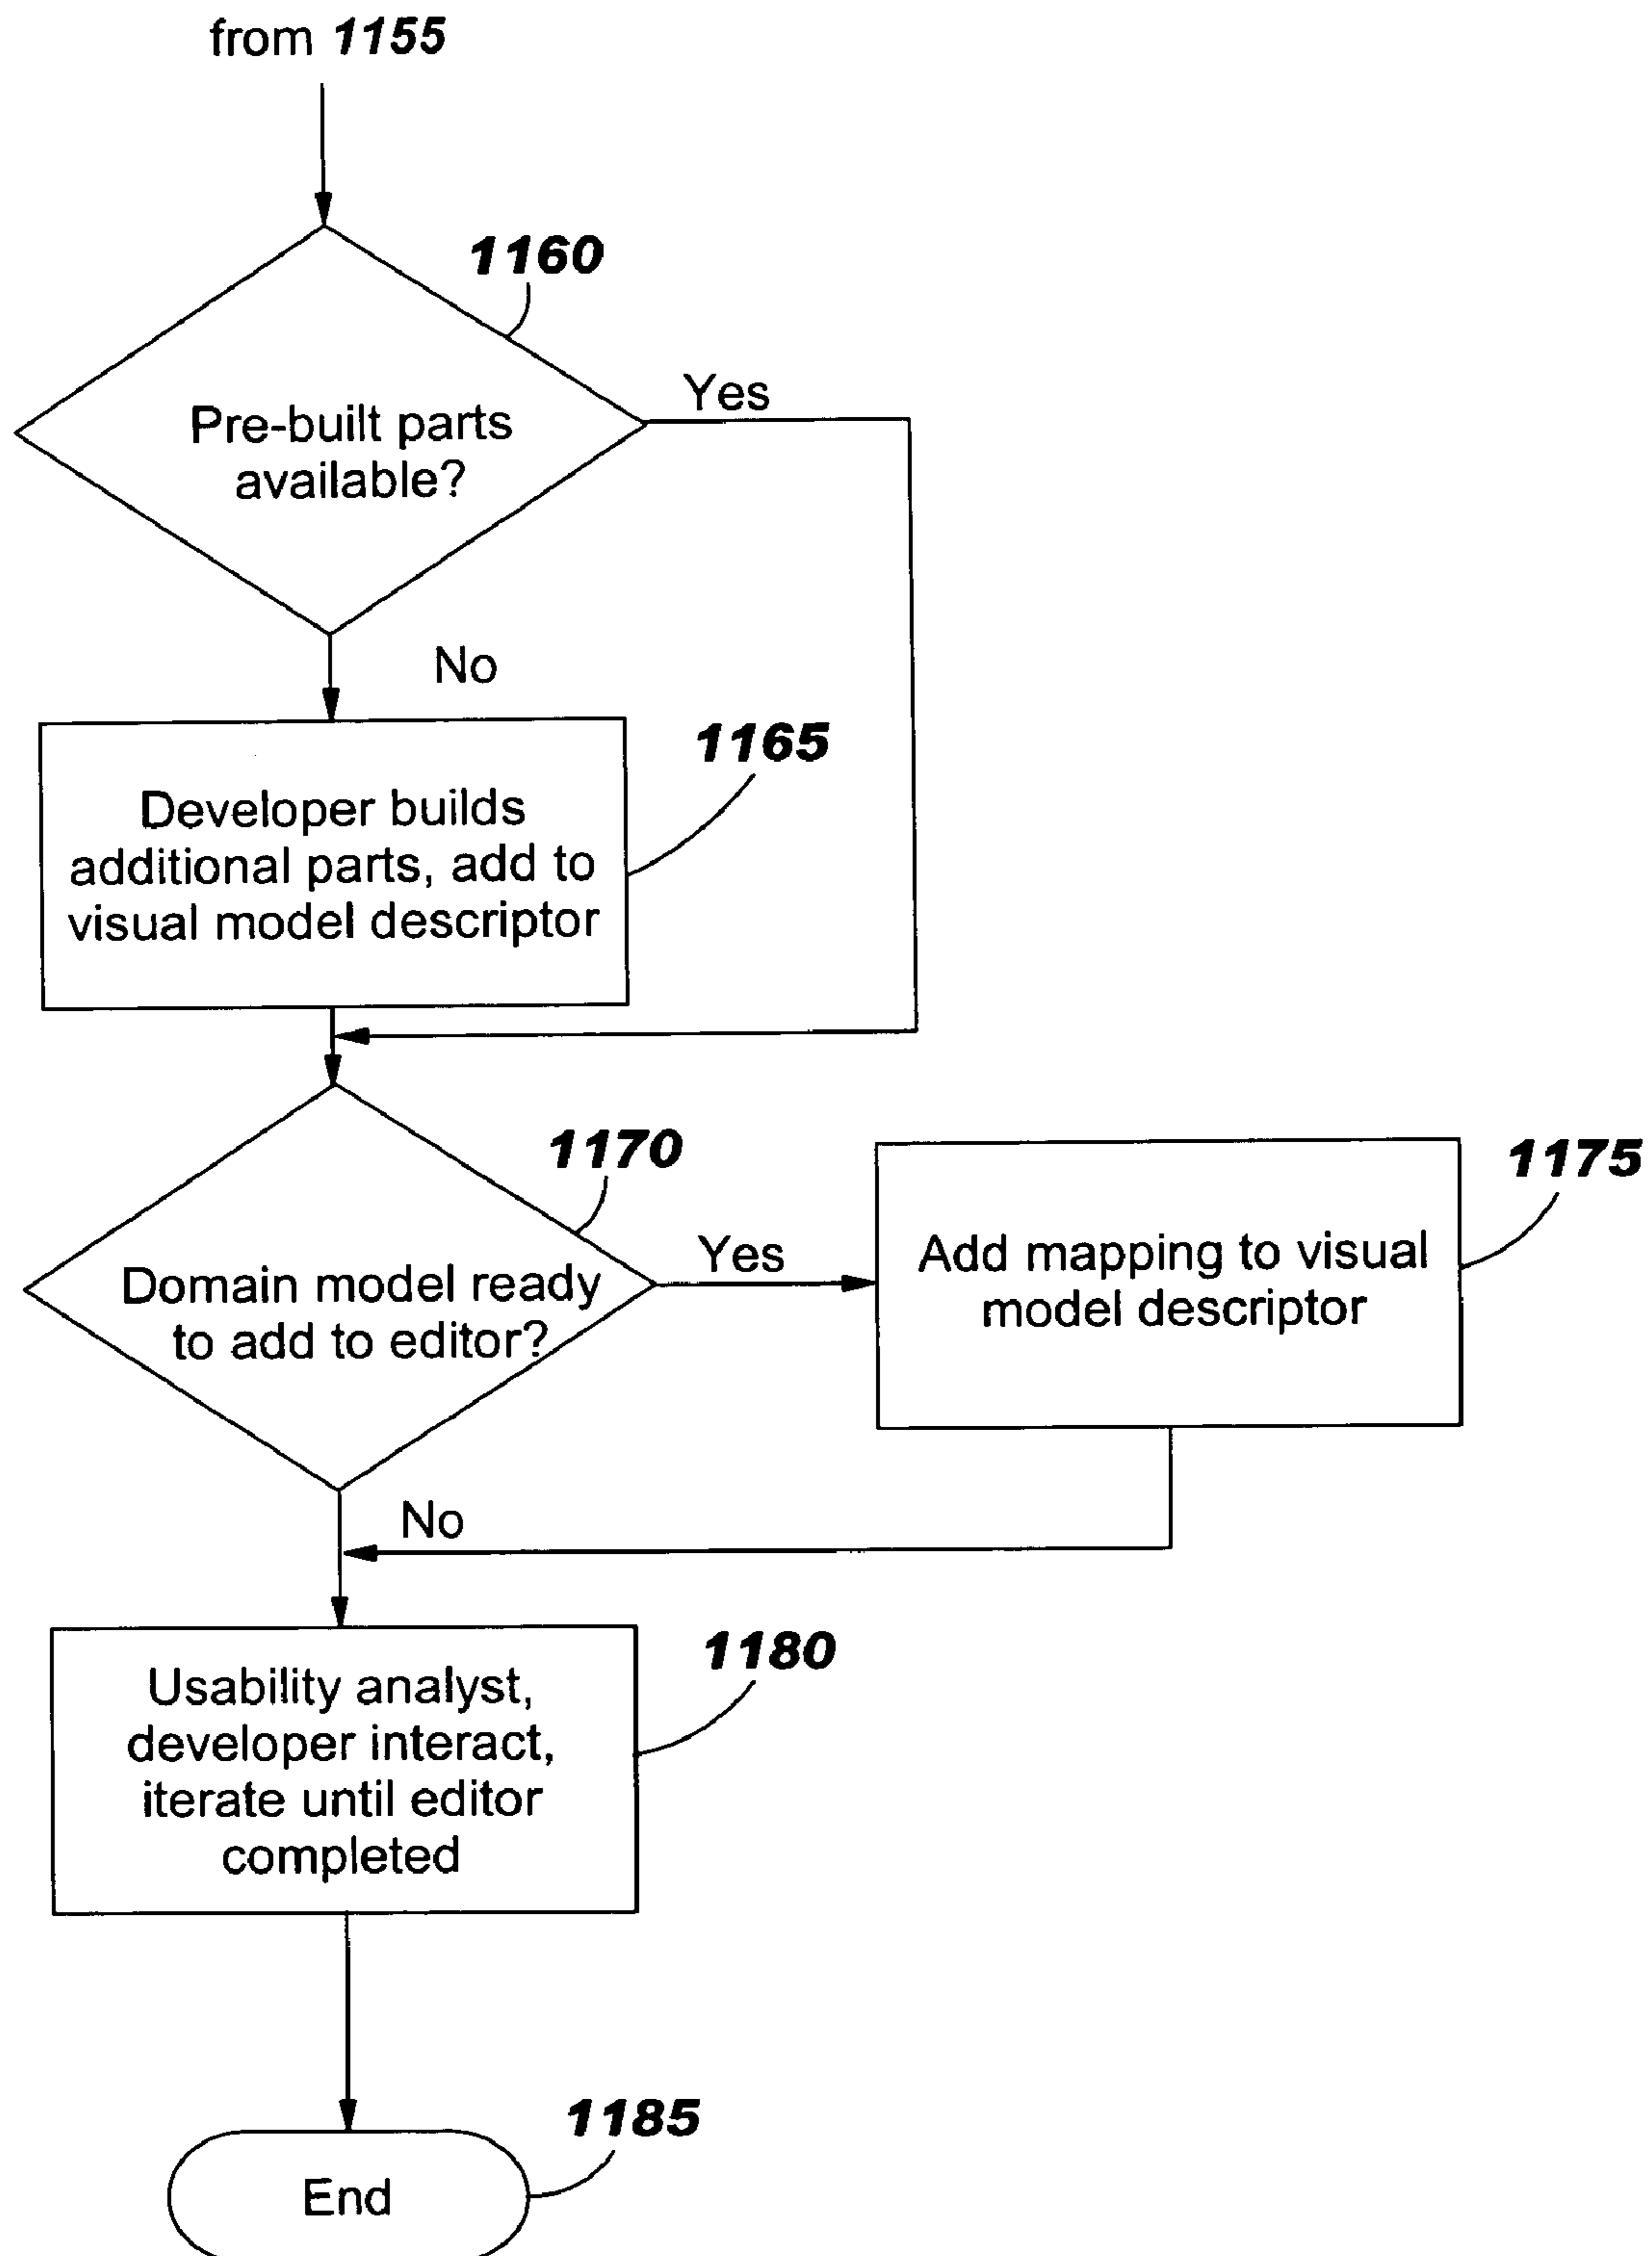 from 1155
1160
Yes
Pre-built parts
available?
No
1165
Developer builds
additional parts, add to
visual model descriptor
1170
1175
Yes
Domain model ready
to add to editor?
Add mapping to visual
model descriptor
No
1180
Usability analyst,
developer interact,
iterate until editor
completed
1185
End